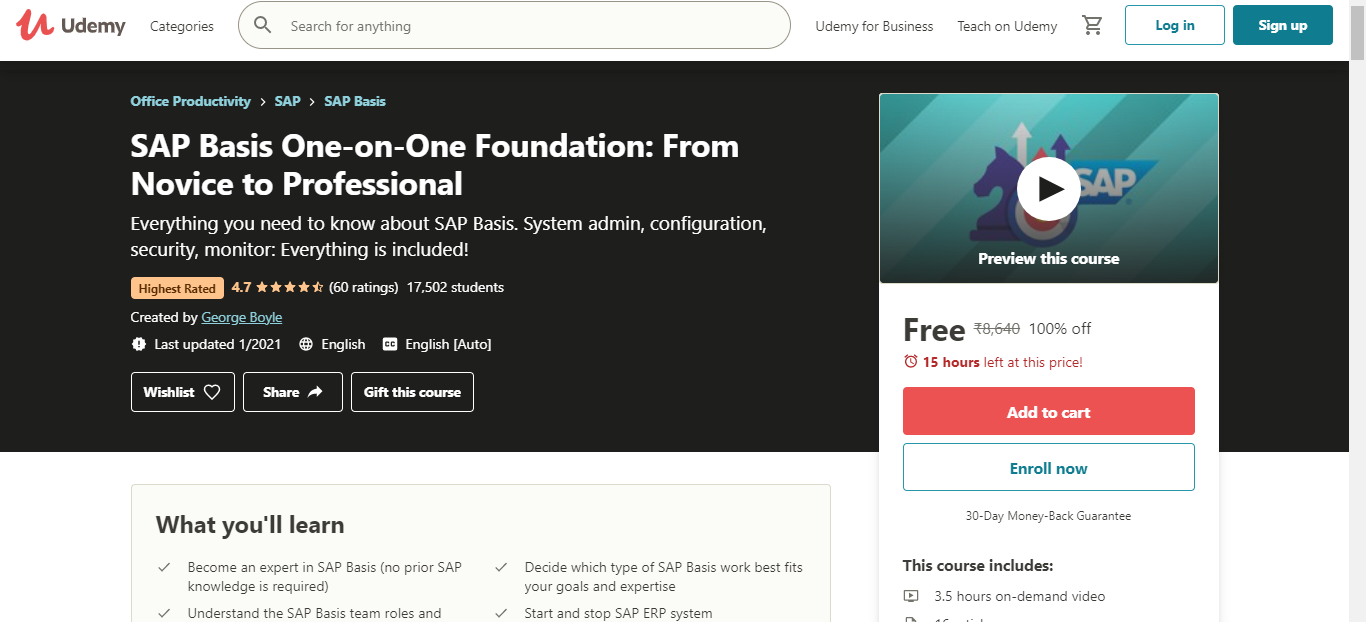 Udemy
Categories
Search for anything
Udemy for Business
Teach on Udemy
Log in
Sign up
Office Productivity > SAP > SAP Basis
SAP Basis One-on-One Foundation: From
Novice to Professional
Everything you need to know about SAP Basis. System admin, configuration,
security, monitor: Everything is included!
Highest Rated 4.7 (60 ratings) 17,502 students
Created by George Boyle
Last updated 1/2021 English CC English [Auto]
Wishlist
Share
Gift this course
SAP
Preview this course
Free ₹8,640 100% off
15 hours left at this price!
Add to cart
Enroll now
30-Day Money-Back Guarantee
This course includes:
3.5 hours on-demand video
What you'll learn
Become an expert in SAP Basis (no prior SAP
knowledge is required)
Understand the SAP Basis team roles and
Decide which type of SAP Basis work best fits
your goals and expertise
Start and stop SAP ERP system